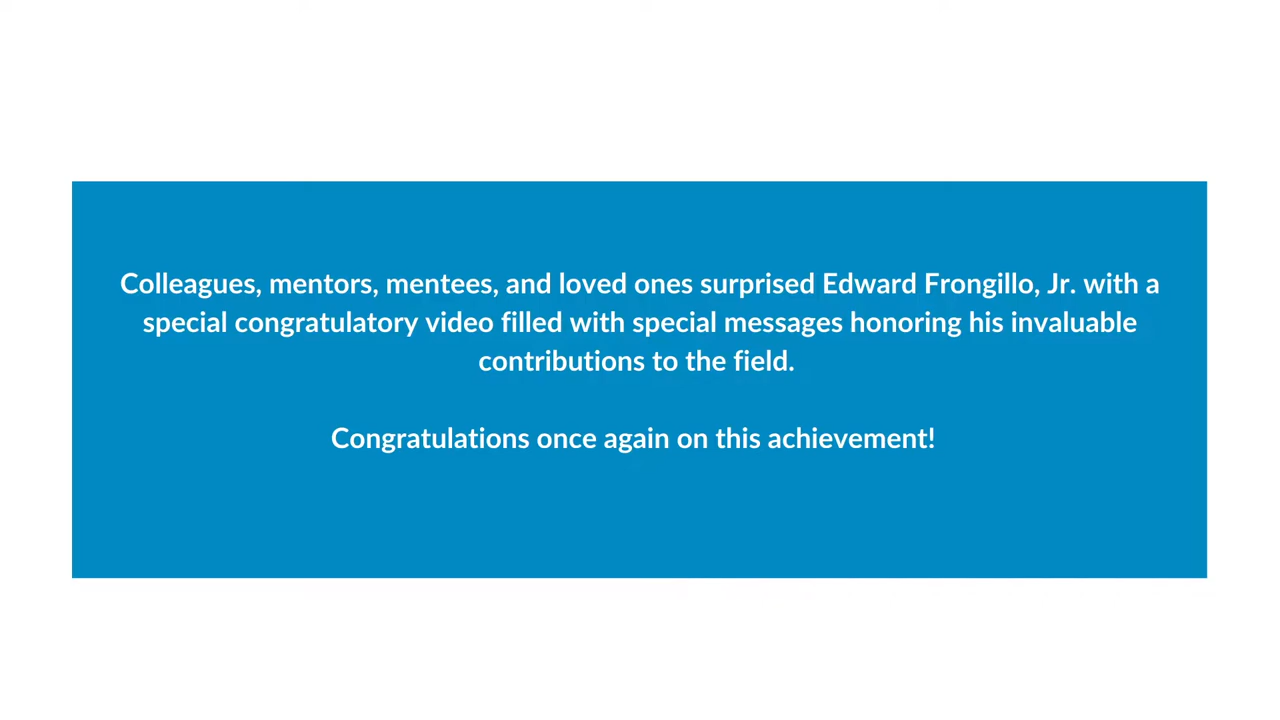 Colleagues, mentors, mentees, and loved ones surprised Edward Frongillo, Jr. with a
special congratulatory video filled with special messages honoring his invaluable
contributions to the field.
Congratulations once again on this achievement!